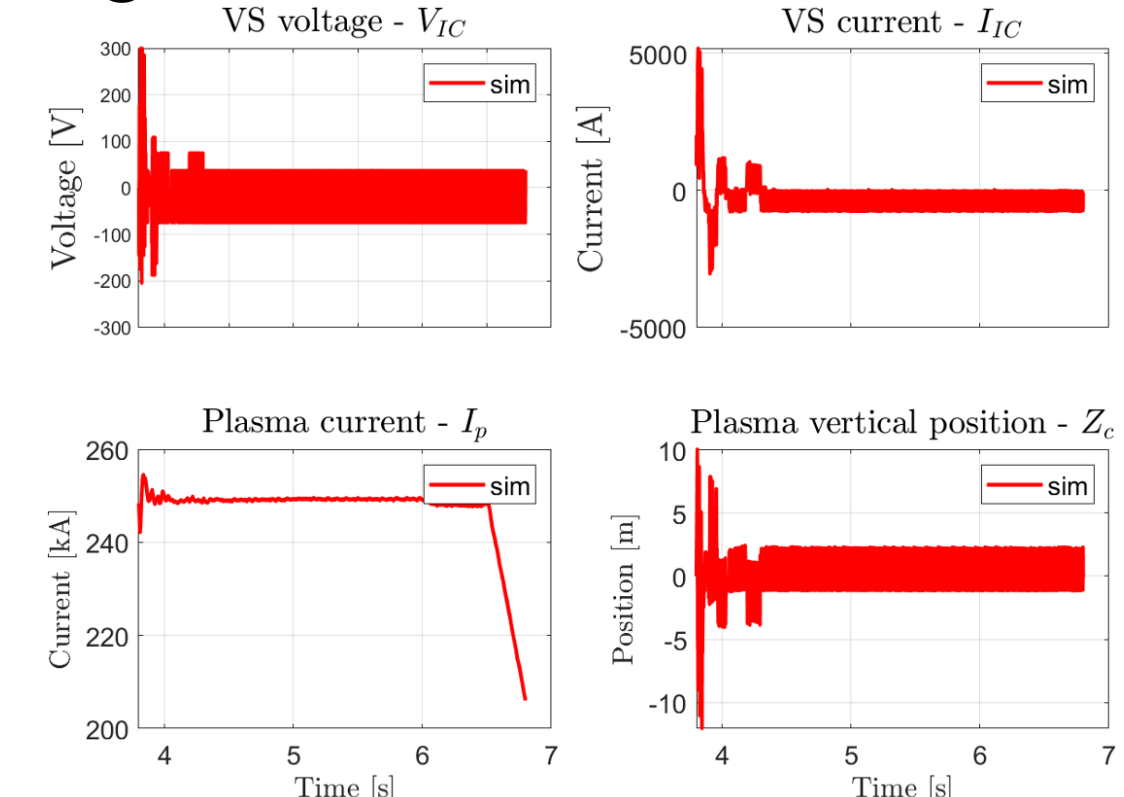 VS voltage - V_IC
300
200
100
0
-100
-200
-300
Voltage [V]
sim
VS current - I_IC
5000
0
-5000
Current [A]
sim
Plasma current - I_p
260
240
220
200
Current [kA]
sim
4 5 6 7
Time [s]
Plasma vertical position - Z_c
10
5
0
-5
-10
Position [m]
sim
4 5 6 7
Time [s]